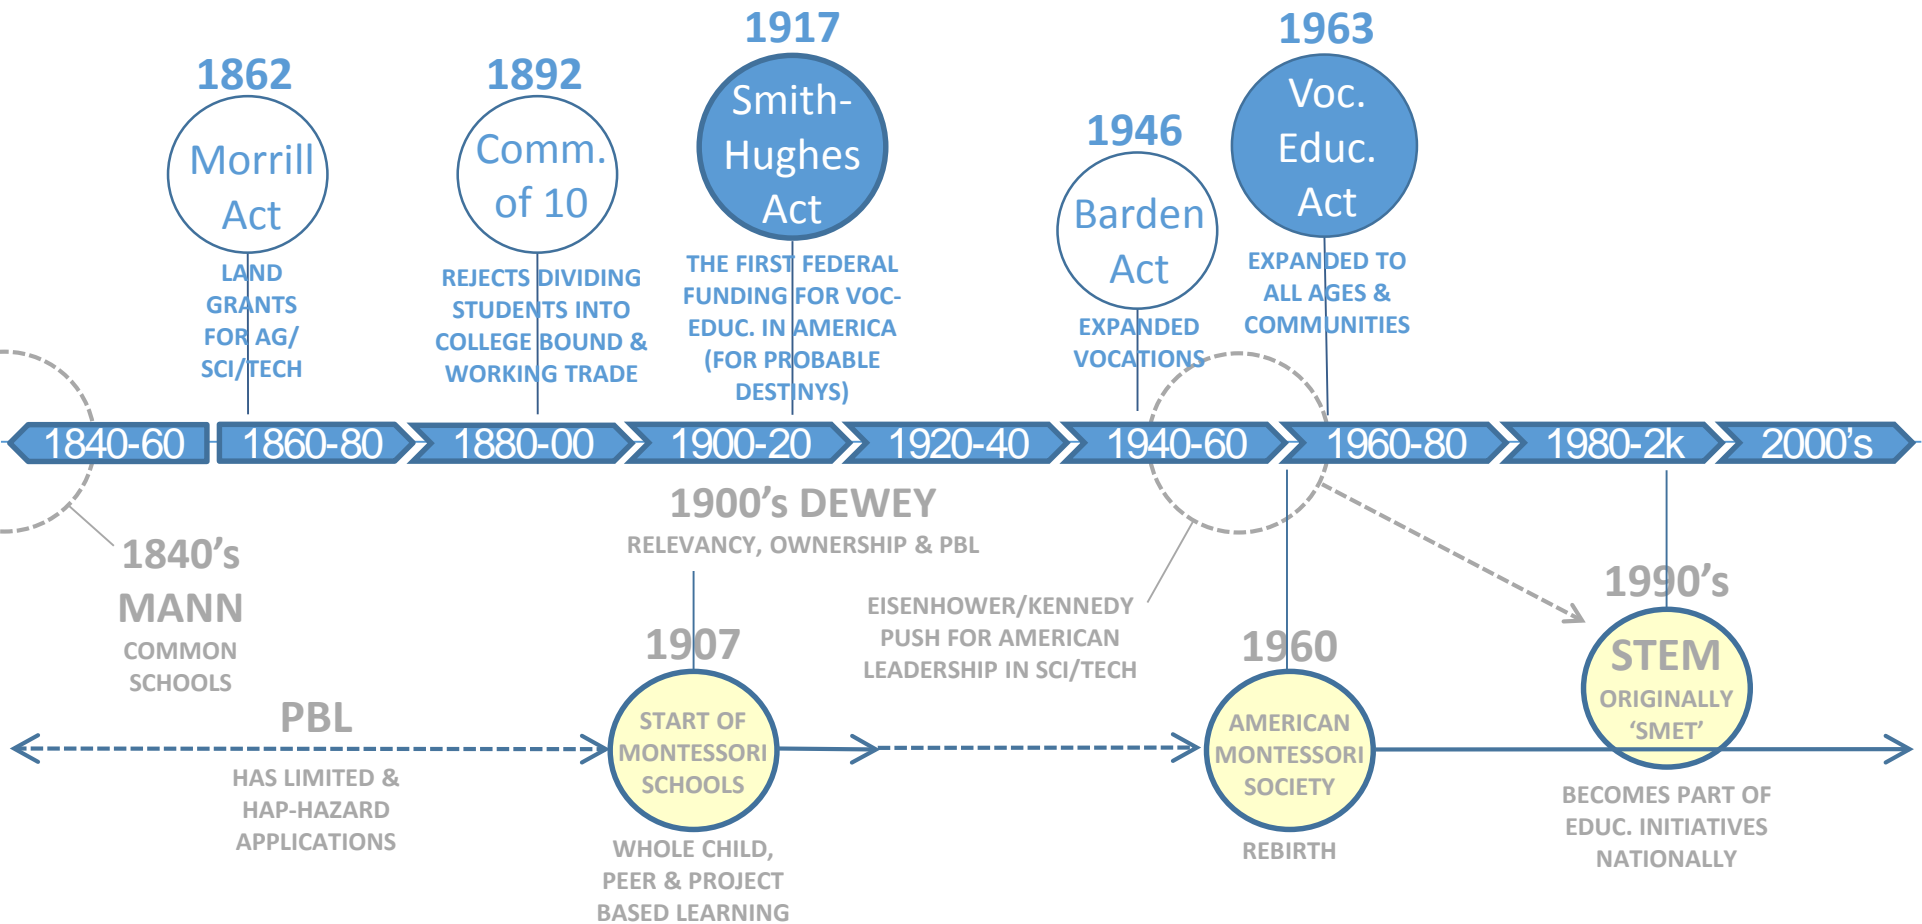 1862
Morrill
Act
LAND
GRANTS
FOR AG/
SCI/TECH
1892
Comm.
of 10
REJECTS DIVIDING
STUDENTS INTO
COLLEGE BOUND &
WORKING TRADE
1917
Smith-
Hughes
Act
THE FIRST FEDERAL
FUNDING FOR VOC-
EDUC. IN AMERICA
(FOR PROBABLE
DESTINYS)
1946
Barden
Act
EXPANDED
VOCATIONS
1963
Voc.
Educ.
Act
EXPANDED TO
ALL AGES &
COMMUNITIES
1840-60
1860-80
1880-00
1900-20
1920-40
1940-60
1960-80
1980-2k
2000's
1840's
MANN
COMMON
SCHOOLS
1900's DEWEY
RELEVANCY, OWNERSHIP & PBL
EISENHOWER/KENNEDY
PUSH FOR AMERICAN
LEADERSHIP IN SCI/TECH
PBL
HAS LIMITED &
HAP-HAZARD
APPLICATIONS
1907
START OF
MONTESSORI
SCHOOLS
WHOLE CHILD,
PEER & PROJECT
BASED LEARNING
1960
AMERICAN
MONTESSORI
SOCIETY
REBIRTH
1990's
STEM
ORIGINALLY
'SMET'
BECOMES PART OF
EDUC. INITIATIVES
NATIONALLY